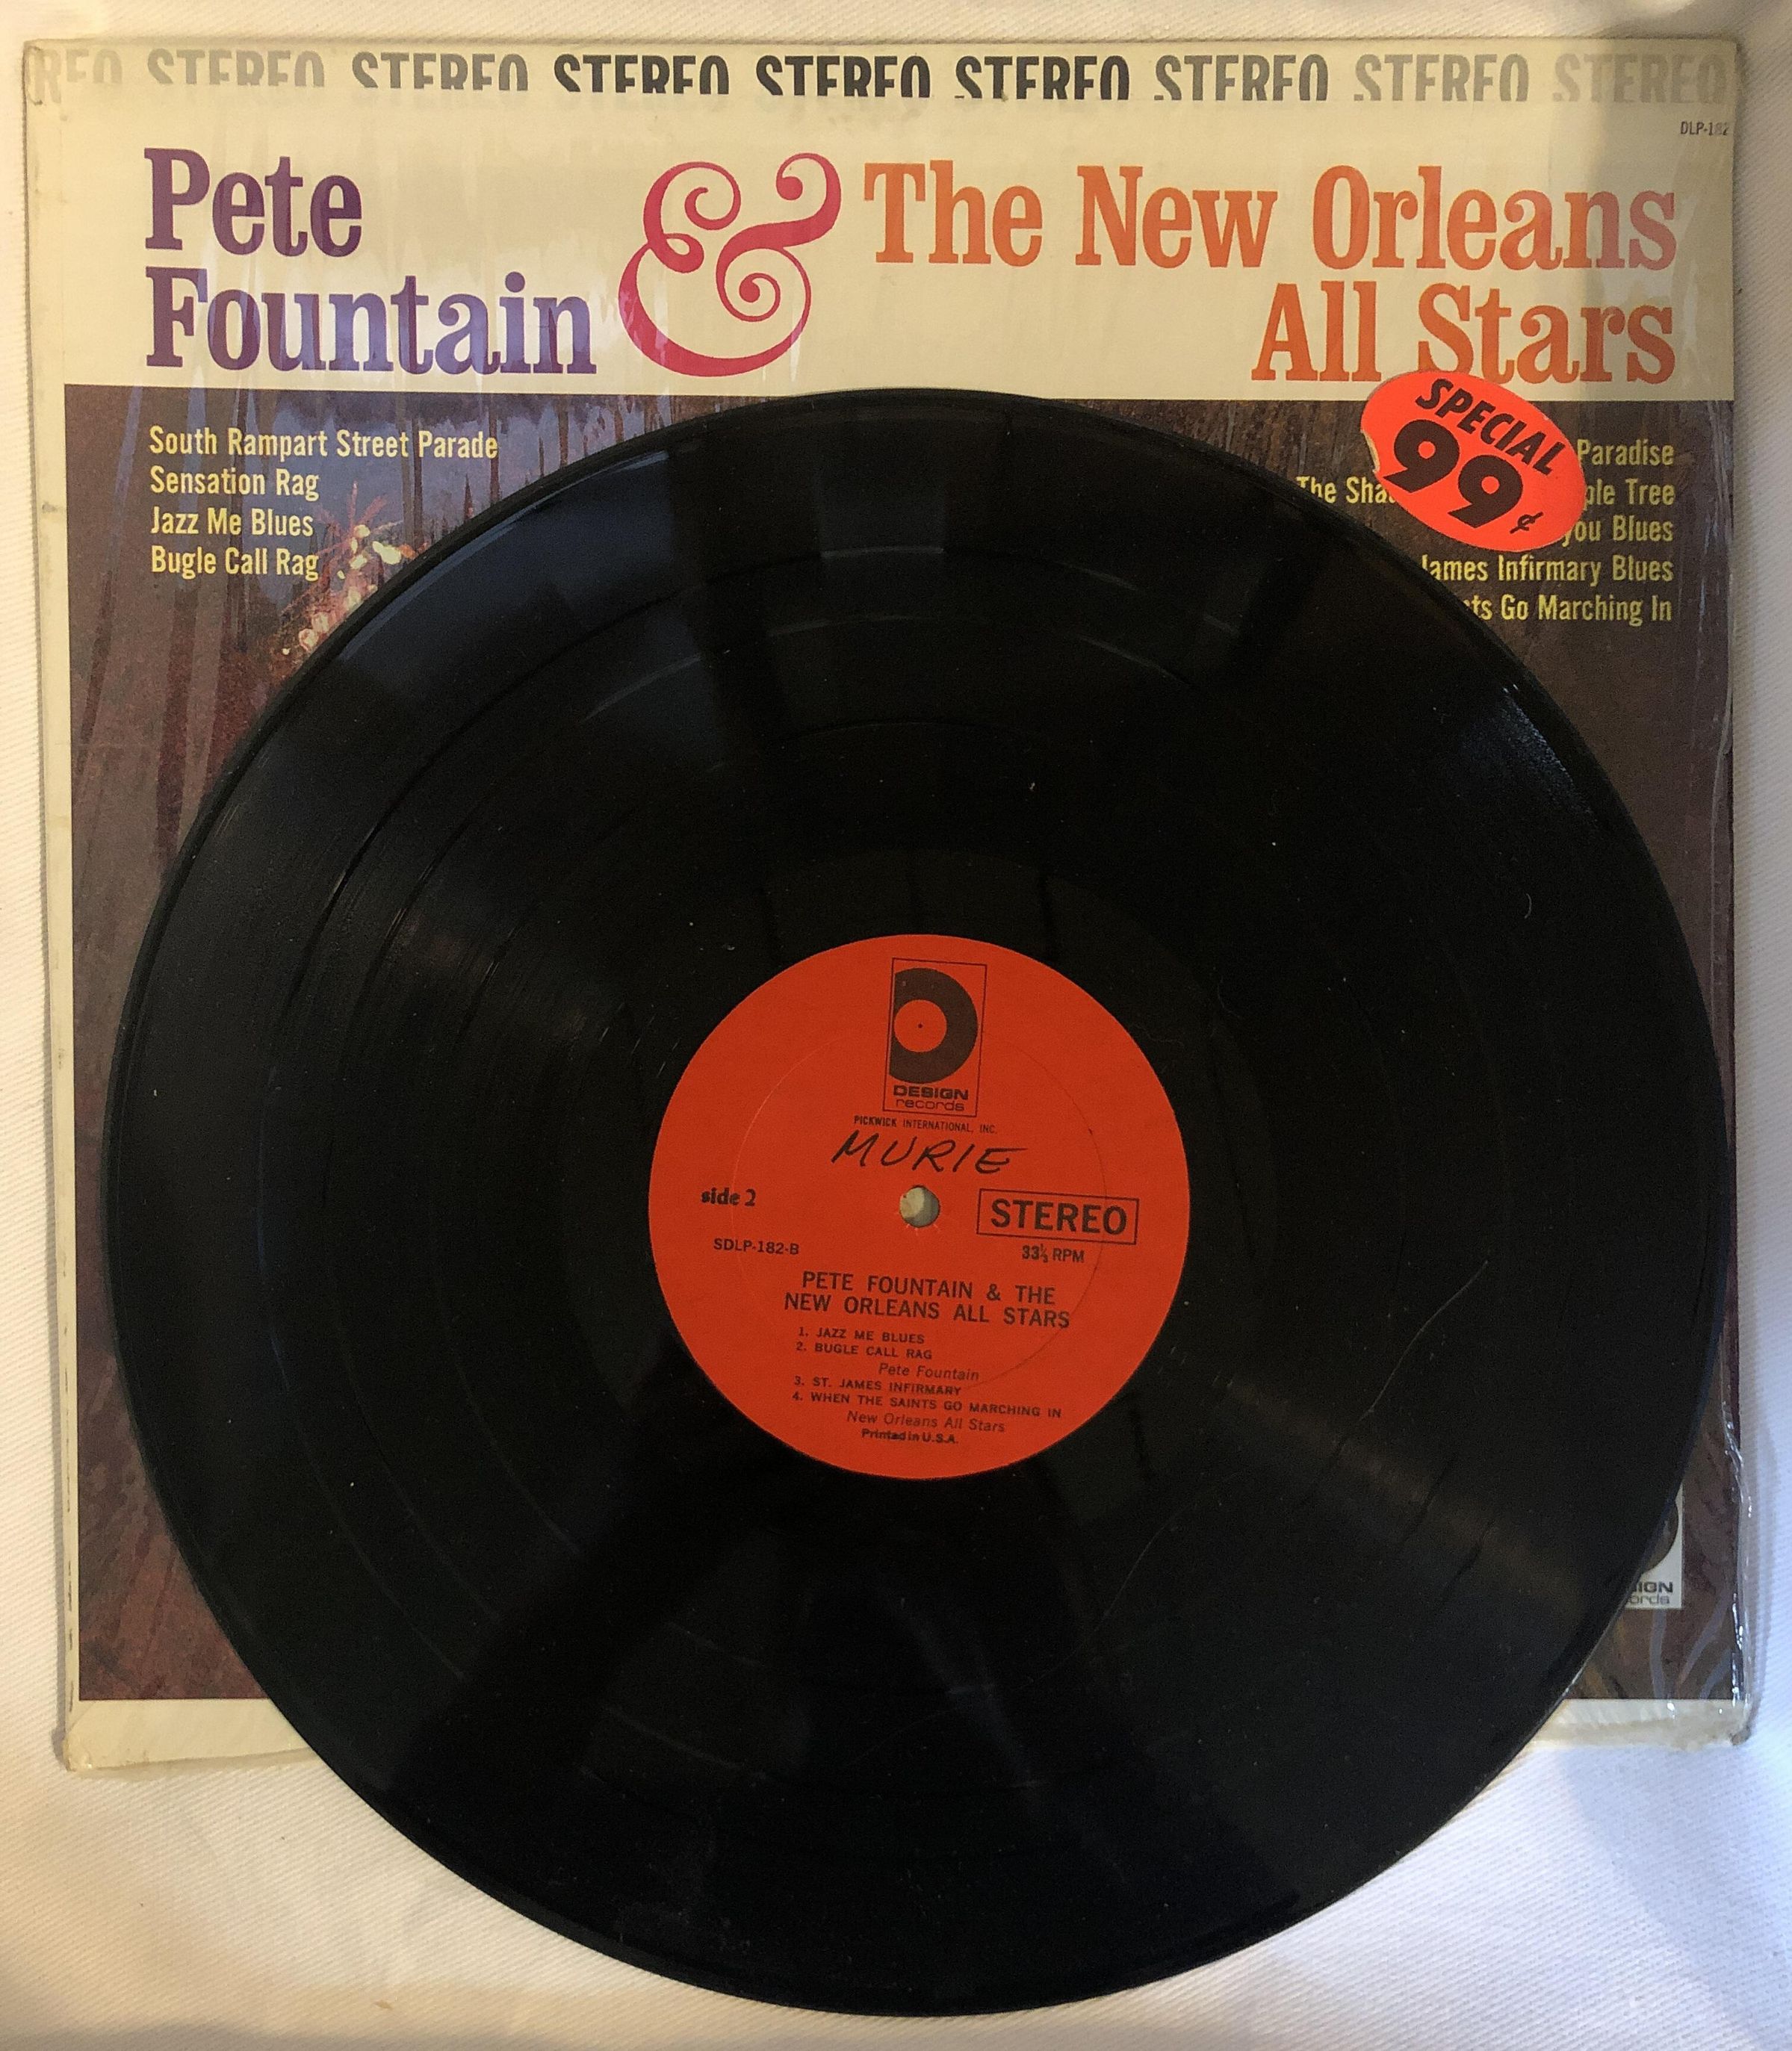 STEREO STEREO STEREO STEREO STEREO STEREO STEREO STEREO
DLP-182
Pete
Fountain
&
The New Orleans
All Stars
South Rampart Street Parade
Sensation Rag
Jazz Me Blues
Bugle Call Rag
SPECIAL
99¢
Paradise
The
Tree
Blues
James Infirmary Blues
Go Marching In
DESIGN
records
PICKWICK INTERNATIONAL, INC.
MURIE
side 2
STEREO
SDLP-182-B
33⅓ RPM
PETE FOUNTAIN & THE
NEW ORLEANS ALL STARS
1. JAZZ ME BLUES
2. BUGLE CALL RAG
Pete Fountain
3. ST. JAMES INFIRMARY
4. WHEN THE SAINTS GO MARCHING IN
New Orleans All Stars
Printed in U.S.A.